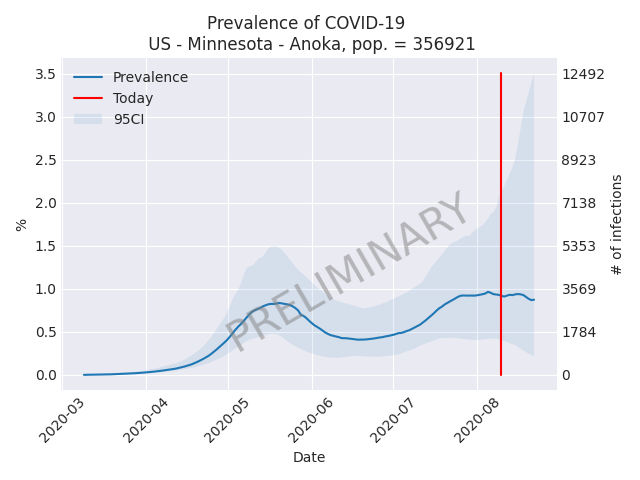 Prevalence of COVID-19
US - Minnesota - Anoka, pop. = 356921
Prevalence
Today
95CI
PRELIMINARY
%
3.5
3.0
2.5
2.0
1.5
1.0
0.5
0.0
12492
10707
8923
7138
5353
3569
1784
0
# of infections
2020-03
2020-04
2020-05
2020-06
2020-07
2020-08
Date